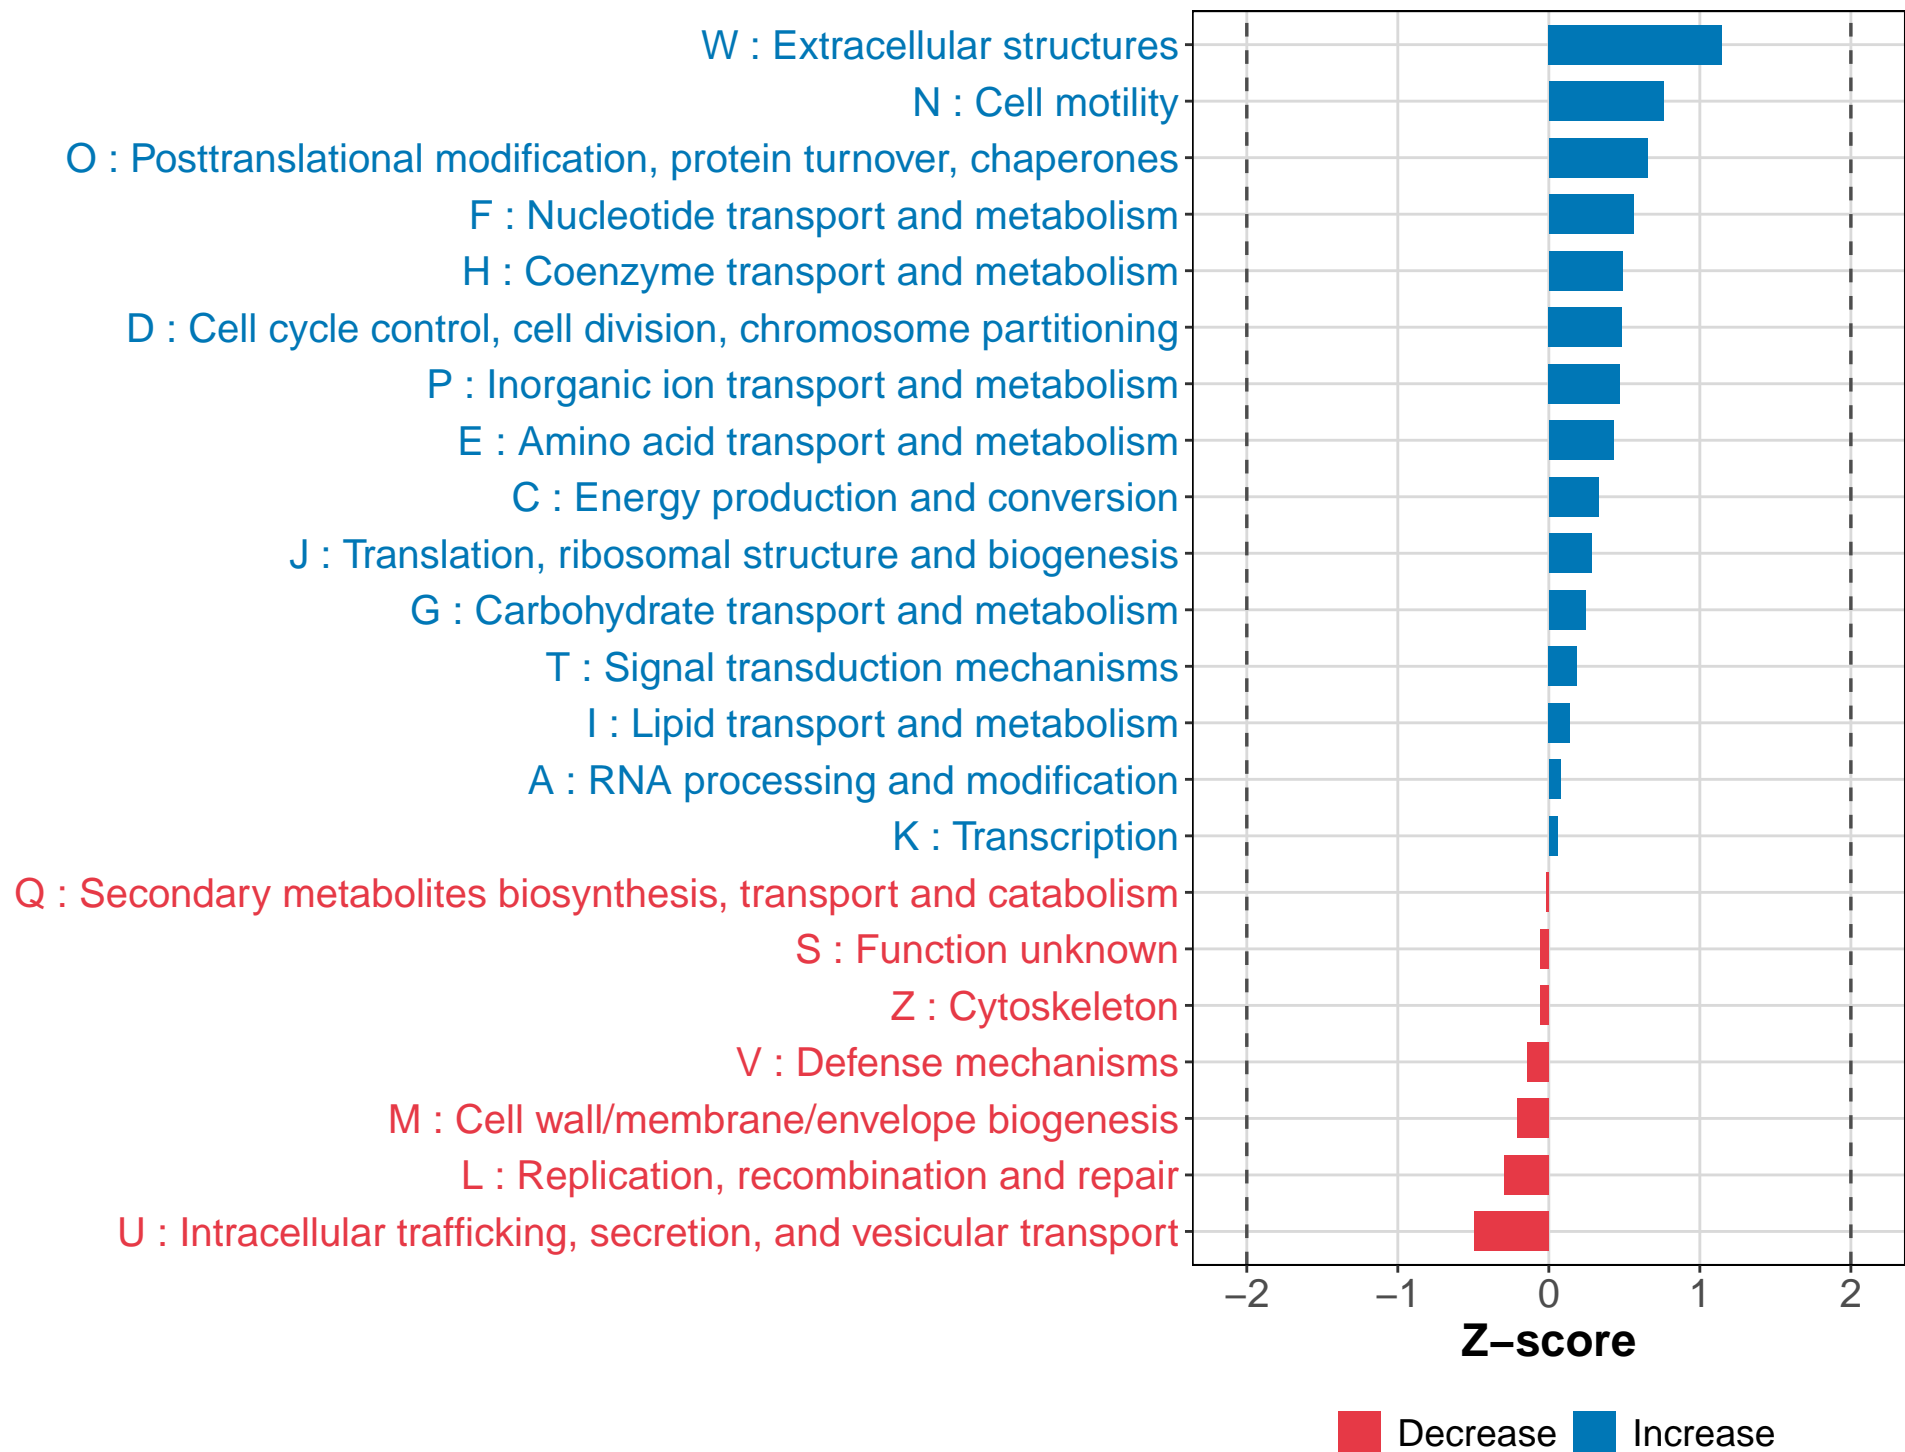 W : Extracellular structures
N : Cell motility
O : Posttranslational modification, protein turnover, chaperones
F : Nucleotide transport and metabolism
H : Coenzyme transport and metabolism
D : Cell cycle control, cell division, chromosome partitioning
P : Inorganic ion transport and metabolism
E : Amino acid transport and metabolism
C : Energy production and conversion
J : Translation, ribosomal structure and biogenesis
G : Carbohydrate transport and metabolism
T : Signal transduction mechanisms
I : Lipid transport and metabolism
A : RNA processing and modification
K : Transcription
Q : Secondary metabolites biosynthesis, transport and catabolism
S : Function unknown
Z : Cytoskeleton
V : Defense mechanisms
M : Cell wall/membrane/envelope biogenesis
L : Replication, recombination and repair
U : Intracellular trafficking, secretion, and vesicular transport
−2 −1 0 1 2
Z−score
Decrease Increase